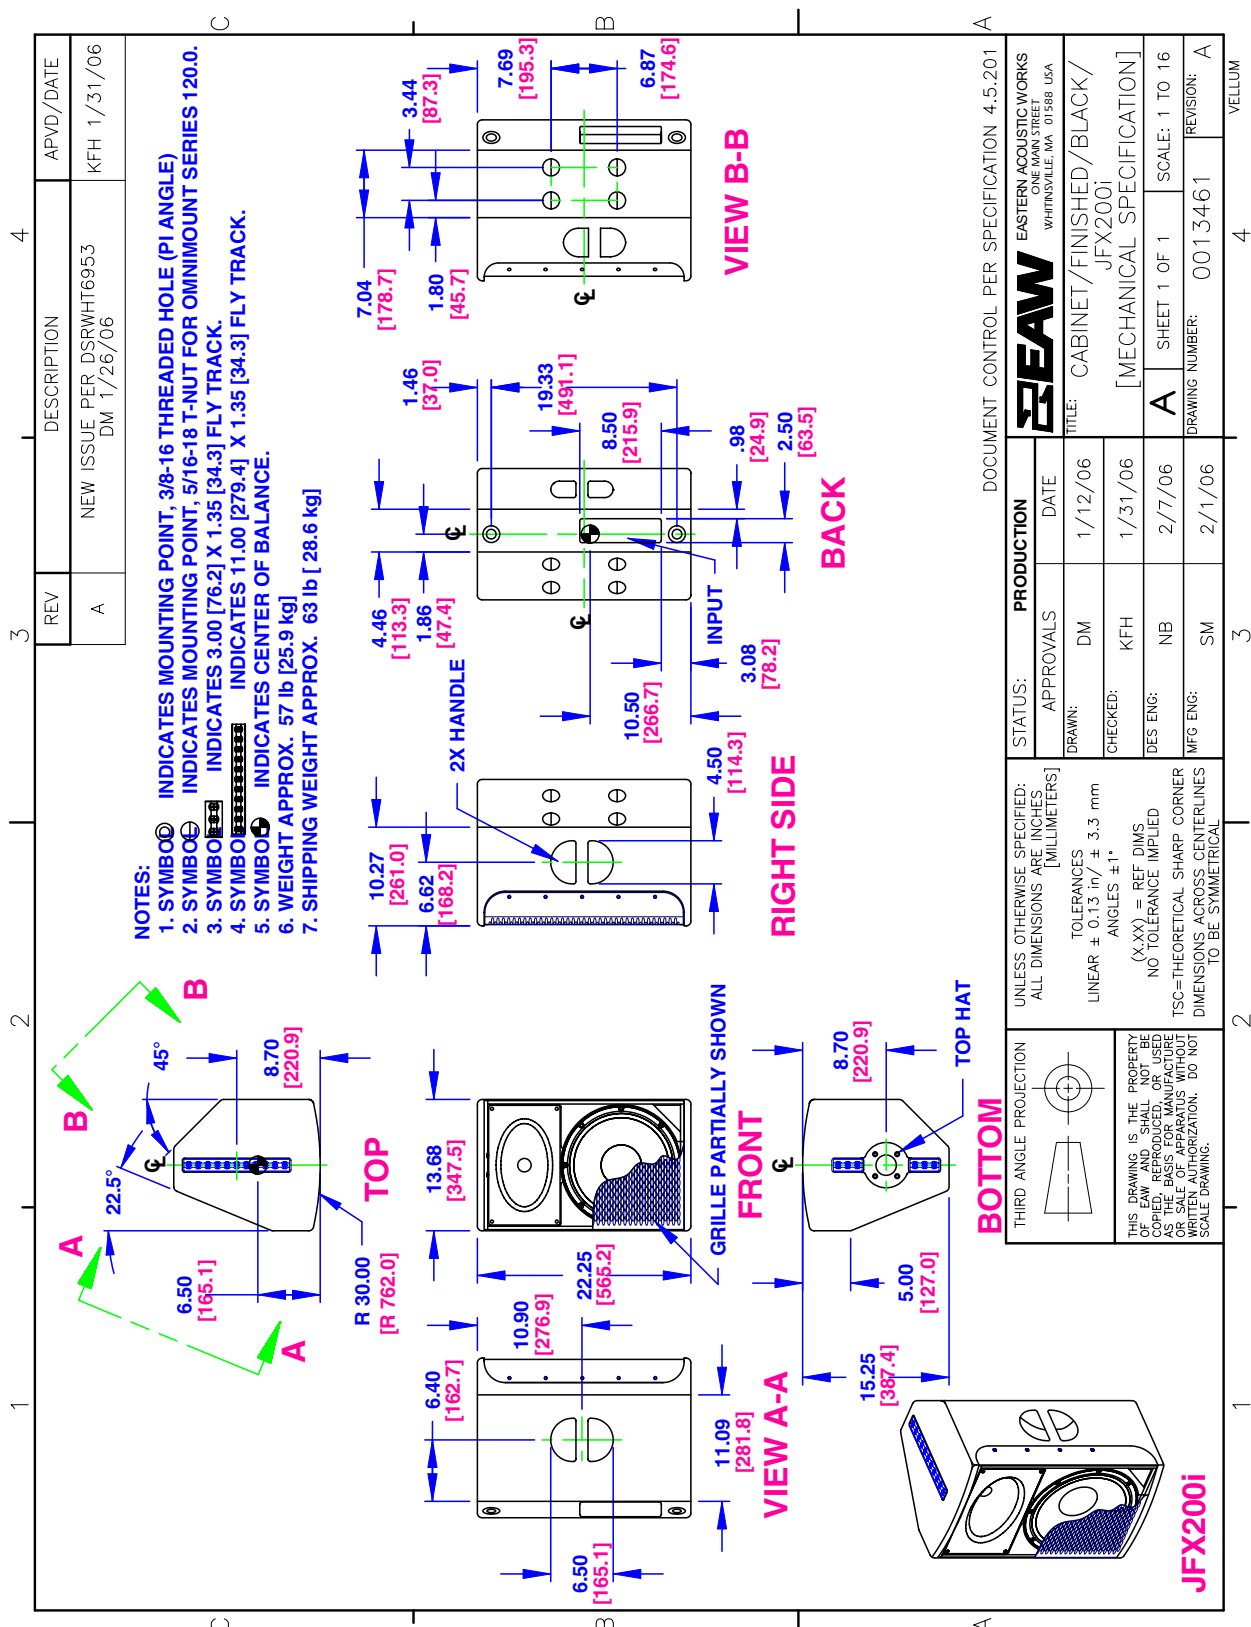 1
2
3
4
C
B
A
REV
DESCRIPTION
APVD/DATE
A
NEW ISSUE PER DSRWHT6953
DM 1/26/06
KFH 1/31/06
NOTES:
1. SYMBOL INDICATES MOUNTING POINT, 3/8-16 THREADED HOLE (PI ANGLE)
2. SYMBOL INDICATES MOUNTING POINT, 5/16-18 T-NUT FOR OMNIMOUNT SERIES 120.0.
3. SYMBOL INDICATES 3.00 [76.2] X 1.35 [34.3] FLY TRACK.
4. SYMBOL INDICATES 11.00 [279.4] X 1.35 [34.3] FLY TRACK.
5. SYMBOL INDICATES CENTER OF BALANCE.
6. WEIGHT APPROX. 57 lb [25.9 kg]
7. SHIPPING WEIGHT APPROX. 63 lb [ 28.6 kg]
A
A
B
B
22.5°
45°
6.50
[165.1]
8.70
[220.9]
R 30.00
[R 762.0]
TOP
6.40
[162.7]
10.90
[276.9]
6.50
[165.1]
11.09
[281.8]
VIEW A-A
13.68
[347.5]
22.25
[565.2]
GRILLE PARTIALLY SHOWN
FRONT
10.27
[261.0]
6.62
[168.2]
2X HANDLE
4.50
[114.3]
RIGHT SIDE
4.46
[113.3]
1.86
[47.4]
1.46
[37.0]
19.33
[491.1]
8.50
[215.9]
.98
[24.9]
2.50
[63.5]
10.50
[266.7]
3.08
[78.2]
INPUT
BACK
7.04
[178.7]
1.80
[45.7]
3.44
[87.3]
7.69
[195.3]
6.87
[174.6]
VIEW B-B
15.25
[387.4]
5.00
[127.0]
8.70
[220.9]
TOP HAT
BOTTOM
JFX200i
DOCUMENT CONTROL PER SPECIFICATION 4.5.201
THIRD ANGLE PROJECTION
THIS DRAWING IS THE PROPERTY
OF EAW AND SHALL NOT BE
COPIED, REPRODUCED, OR USED
AS THE BASIS FOR MANUFACTURE
OR SALE OF APPARATUS WITHOUT
WRITTEN AUTHORIZATION. DO NOT
SCALE DRAWING.
UNLESS OTHERWISE SPECIFIED:
ALL DIMENSIONS ARE INCHES
[MILLIMETERS]
TOLERANCES
LINEAR ± 0.13 in/ ± 3.3 mm
ANGLES ±1°
(X.XX) = REF DIMS
NO TOLERANCE IMPLIED
TSC=THEORETICAL SHARP CORNER
DIMENSIONS ACROSS CENTERLINES
TO BE SYMMETRICAL
STATUS: PRODUCTION
APPROVALS
DATE
DRAWN: DM 1/12/06
CHECKED: KFH 1/31/06
DES ENG: NB 2/7/06
MFG ENG: SM 2/1/06
EAW
EASTERN ACOUSTIC WORKS
ONE MAIN STREET
WHITINSVILLE, MA 01588 USA
TITLE:
CABINET/FINISHED/BLACK/
JFX200i
[MECHANICAL SPECIFICATION]
A
SHEET 1 OF 1
SCALE: 1 TO 16
DRAWING NUMBER: 0013461
REVISION: A
1
2
3
4
C
B
A
VELLUM